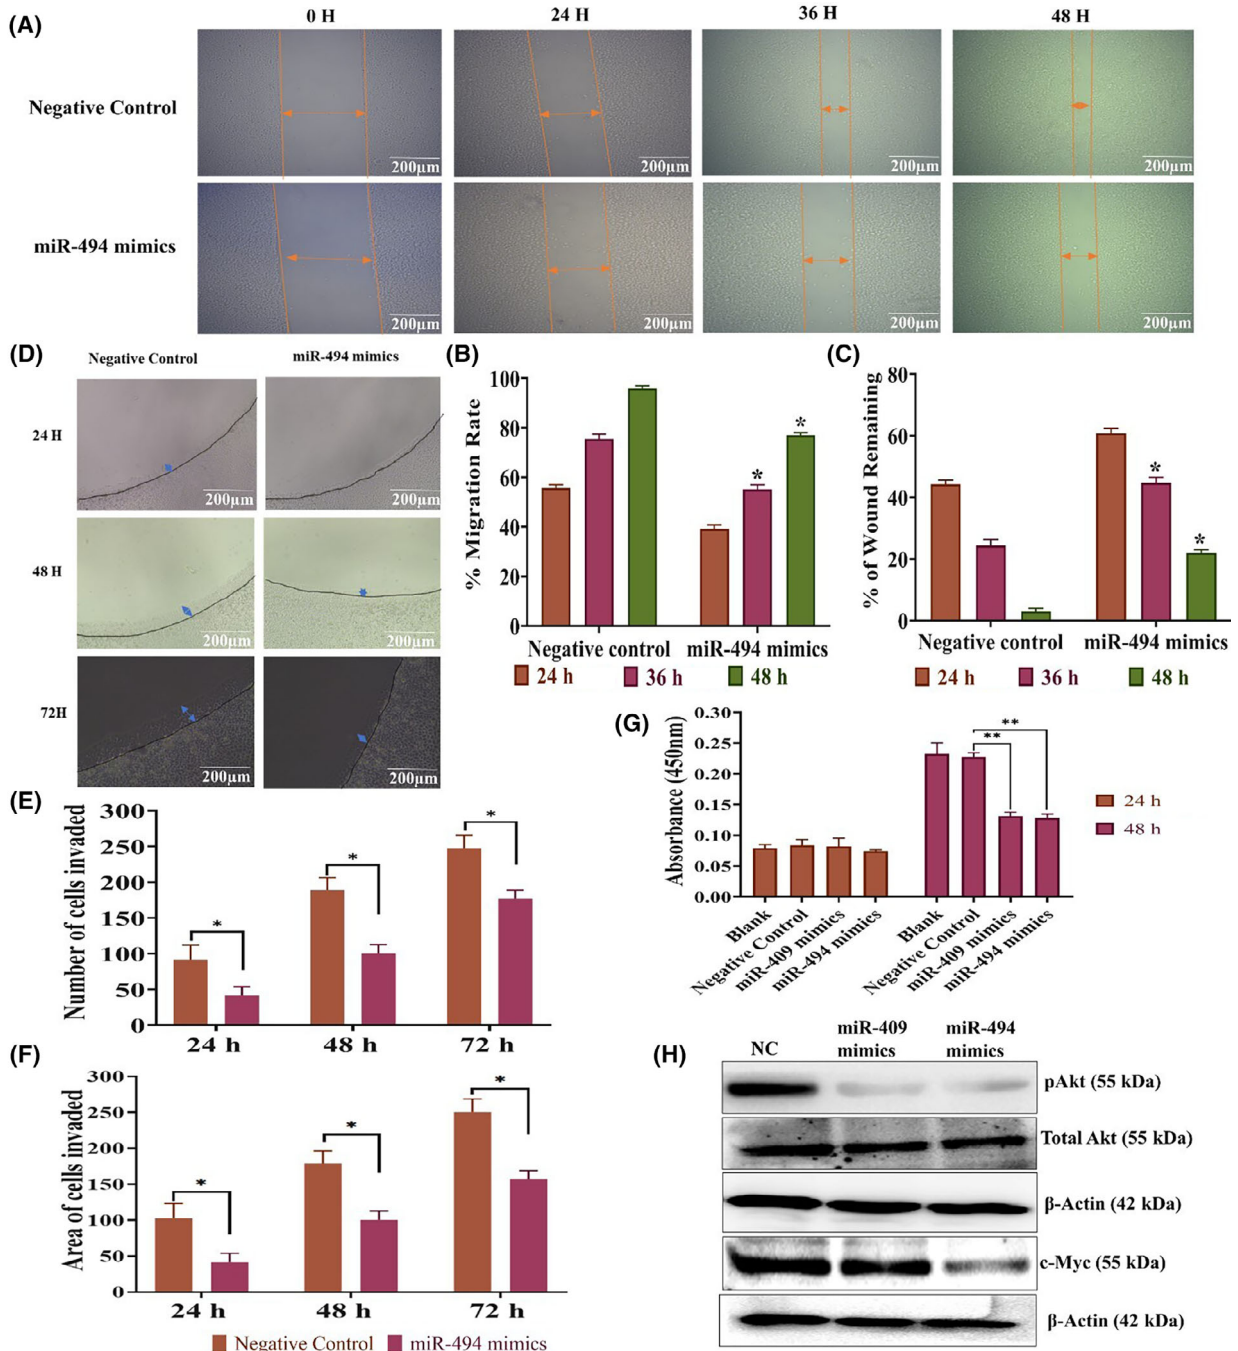 (A)
0 H
24 H
36 H
48 H
Negative Control
200µm
200µm
200µm
200µm
miR-494 mimics
200µm
200µm
200µm
200µm
(D)
Negative Control
miR-494 mimics
24 H
200µm
200µm
48 H
200µm
200µm
72H
200µm
200µm
(B)
% Migration Rate
100
80
60
40
20
0
*
*
Negative control
miR-494 mimics
24 h
36 h
48 h
(C)
% of Wound Remaining
80
60
40
20
0
*
*
Negative control
miR-494 mimics
24 h
36 h
48 h
(E)
Number of cells invaded
300
250
200
150
100
50
0
*
*
*
24 h
48 h
72 h
(F)
Area of cells invaded
300
250
200
150
100
50
0
*
*
*
24 h
48 h
72 h
Negative Control
miR-494 mimics
(G)
Absorbance (450nm)
0.30
0.25
0.20
0.15
0.10
0.05
0.00
**
**
24 h
48 h
Blank
Negative Control
miR-409 mimics
miR-494 mimics
Blank
Negative Control
miR-409 mimics
miR-494 mimics
(H)
NC
miR-409
mimics
miR-494
mimics
pAkt (55 kDa)
Total Akt (55 kDa)
β-Actin (42 kDa)
c-Myc (55 kDa)
β-Actin (42 kDa)